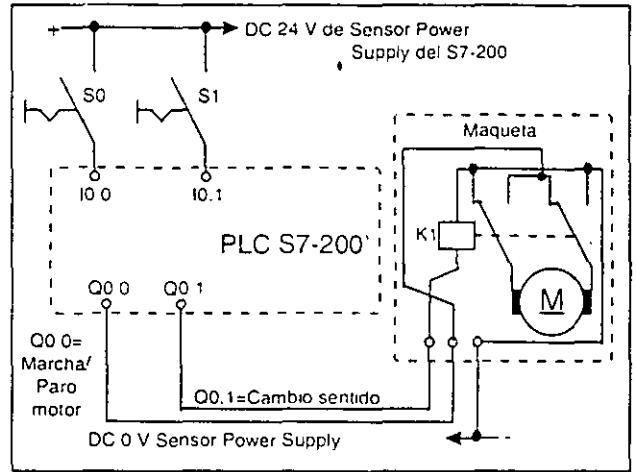 +
DC 24 V de Sensor Power
Supply del S7-200
S0
S1
Maqueta
I0 0
I0.1
K1
PLC S7-200
M
Q0 0
Q0 1
Q0 0=
Marcha/
Paro
motor
Q0.1=Cambio sentido
DC 0 V Sensor Power Supply
-